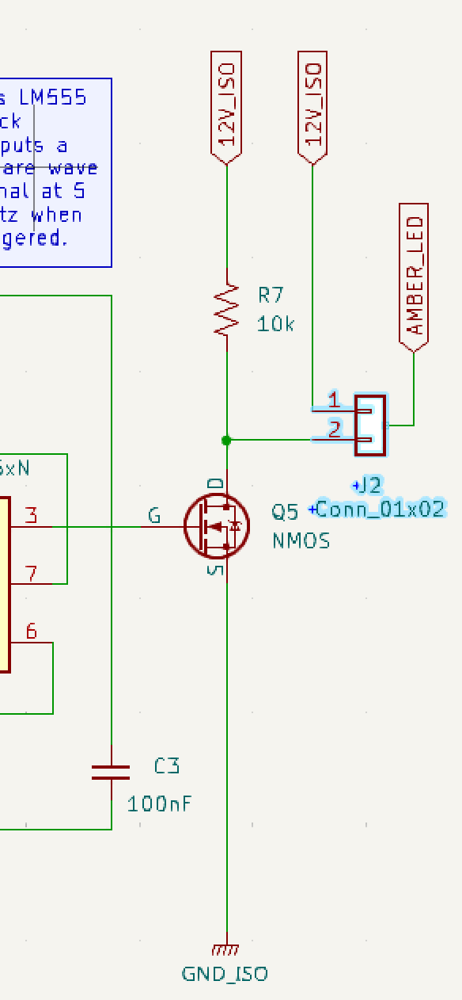 12V_ISO
12V_ISO
s LM555
ck
puts a
are wave
nal at 5
tz when
gered.
AMBER_LED
R7
10k
1
2
J2
Conn_01x02
5xN
D
3
G
Q5
NMOS
7
S
6
C3
100nF
GND_ISO